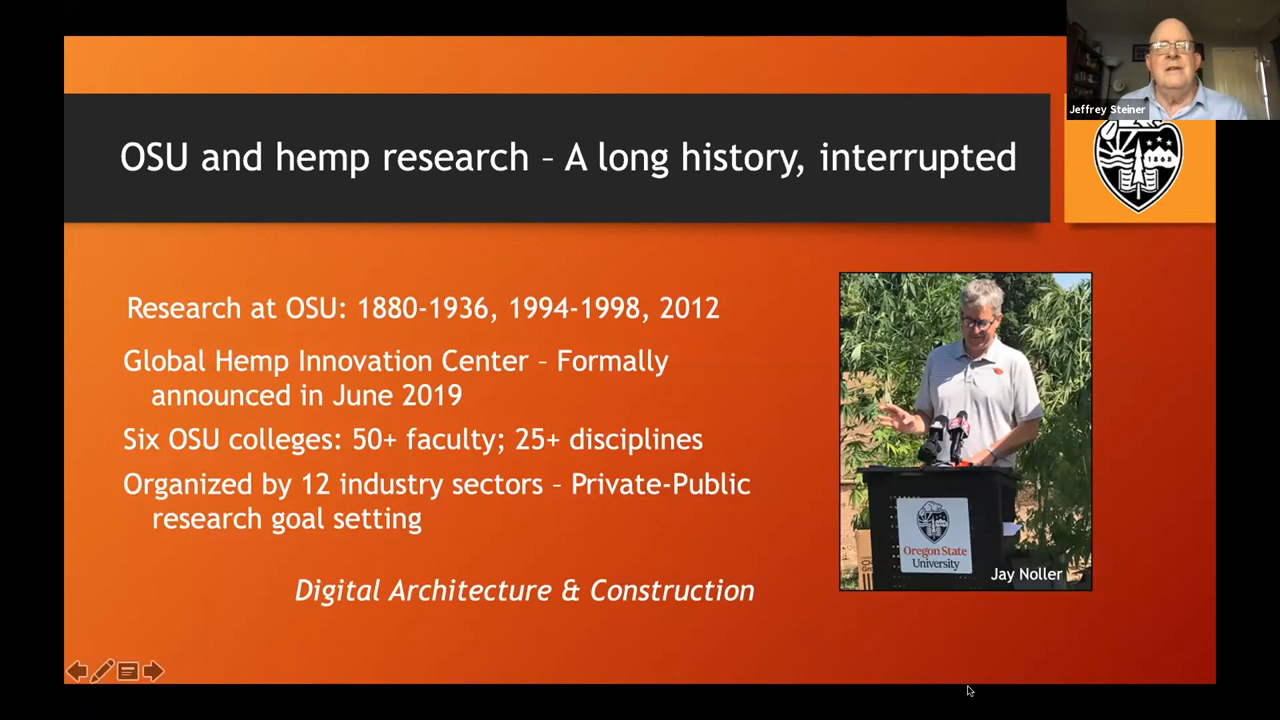 Jeffrey Steiner
OSU and hemp research – A long history, interrupted
Research at OSU: 1880-1936, 1994-1998, 2012
Global Hemp Innovation Center – Formally
announced in June 2019
Six OSU colleges: 50+ faculty; 25+ disciplines
Organized by 12 industry sectors – Private-Public
research goal setting
Digital Architecture & Construction
Oregon State
University
Jay Noller